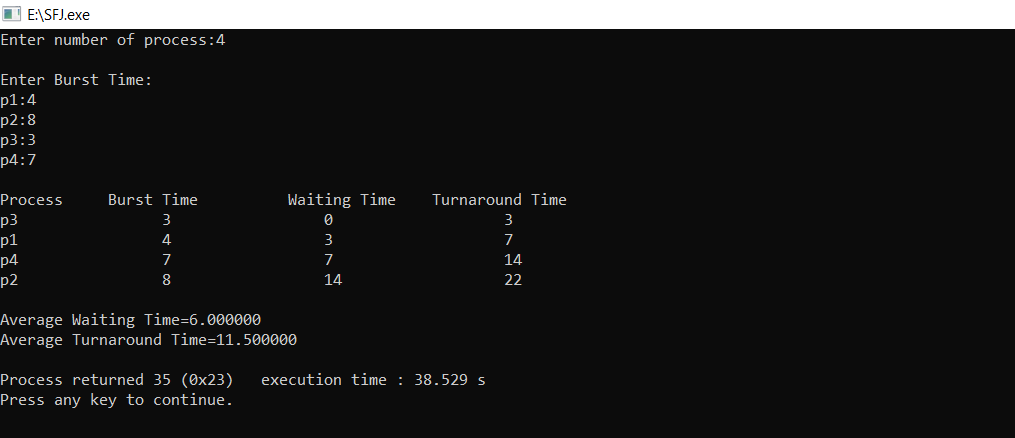 E:\SFJ.exe
Enter number of process:4
Enter Burst Time:
p1:4
p2:8
p3:3
p4:7
Process Burst Time Waiting Time Turnaround Time
p3 3 0 3
p1 4 3 7
p4 7 7 14
p2 8 14 22
Average Waiting Time=6.000000
Average Turnaround Time=11.500000
Process returned 35 (0x23) execution time : 38.529 s
Press any key to continue.